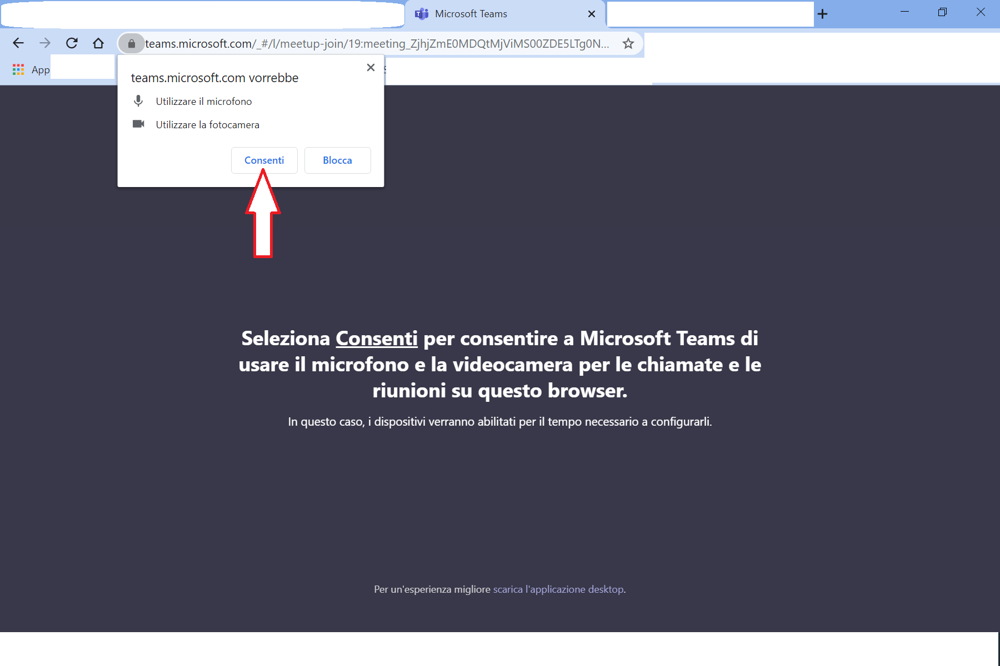 Microsoft Teams
teams.microsoft.com/_#/l/meetup-join/19:meeting_ZjhjZmE0MDQtMjViMS00ZDE5LTg0N...
App
teams.microsoft.com vorrebbe
Utilizzare il microfono
Utilizzare la fotocamera
Consenti
Blocca
Seleziona Consenti per consentire a Microsoft Teams di
usare il microfono e la videocamera per le chiamate e le
riunioni su questo browser.
In questo caso, i dispositivi verranno abilitati per il tempo necessario a configurarli.
Per un'esperienza migliore scarica l'applicazione desktop.